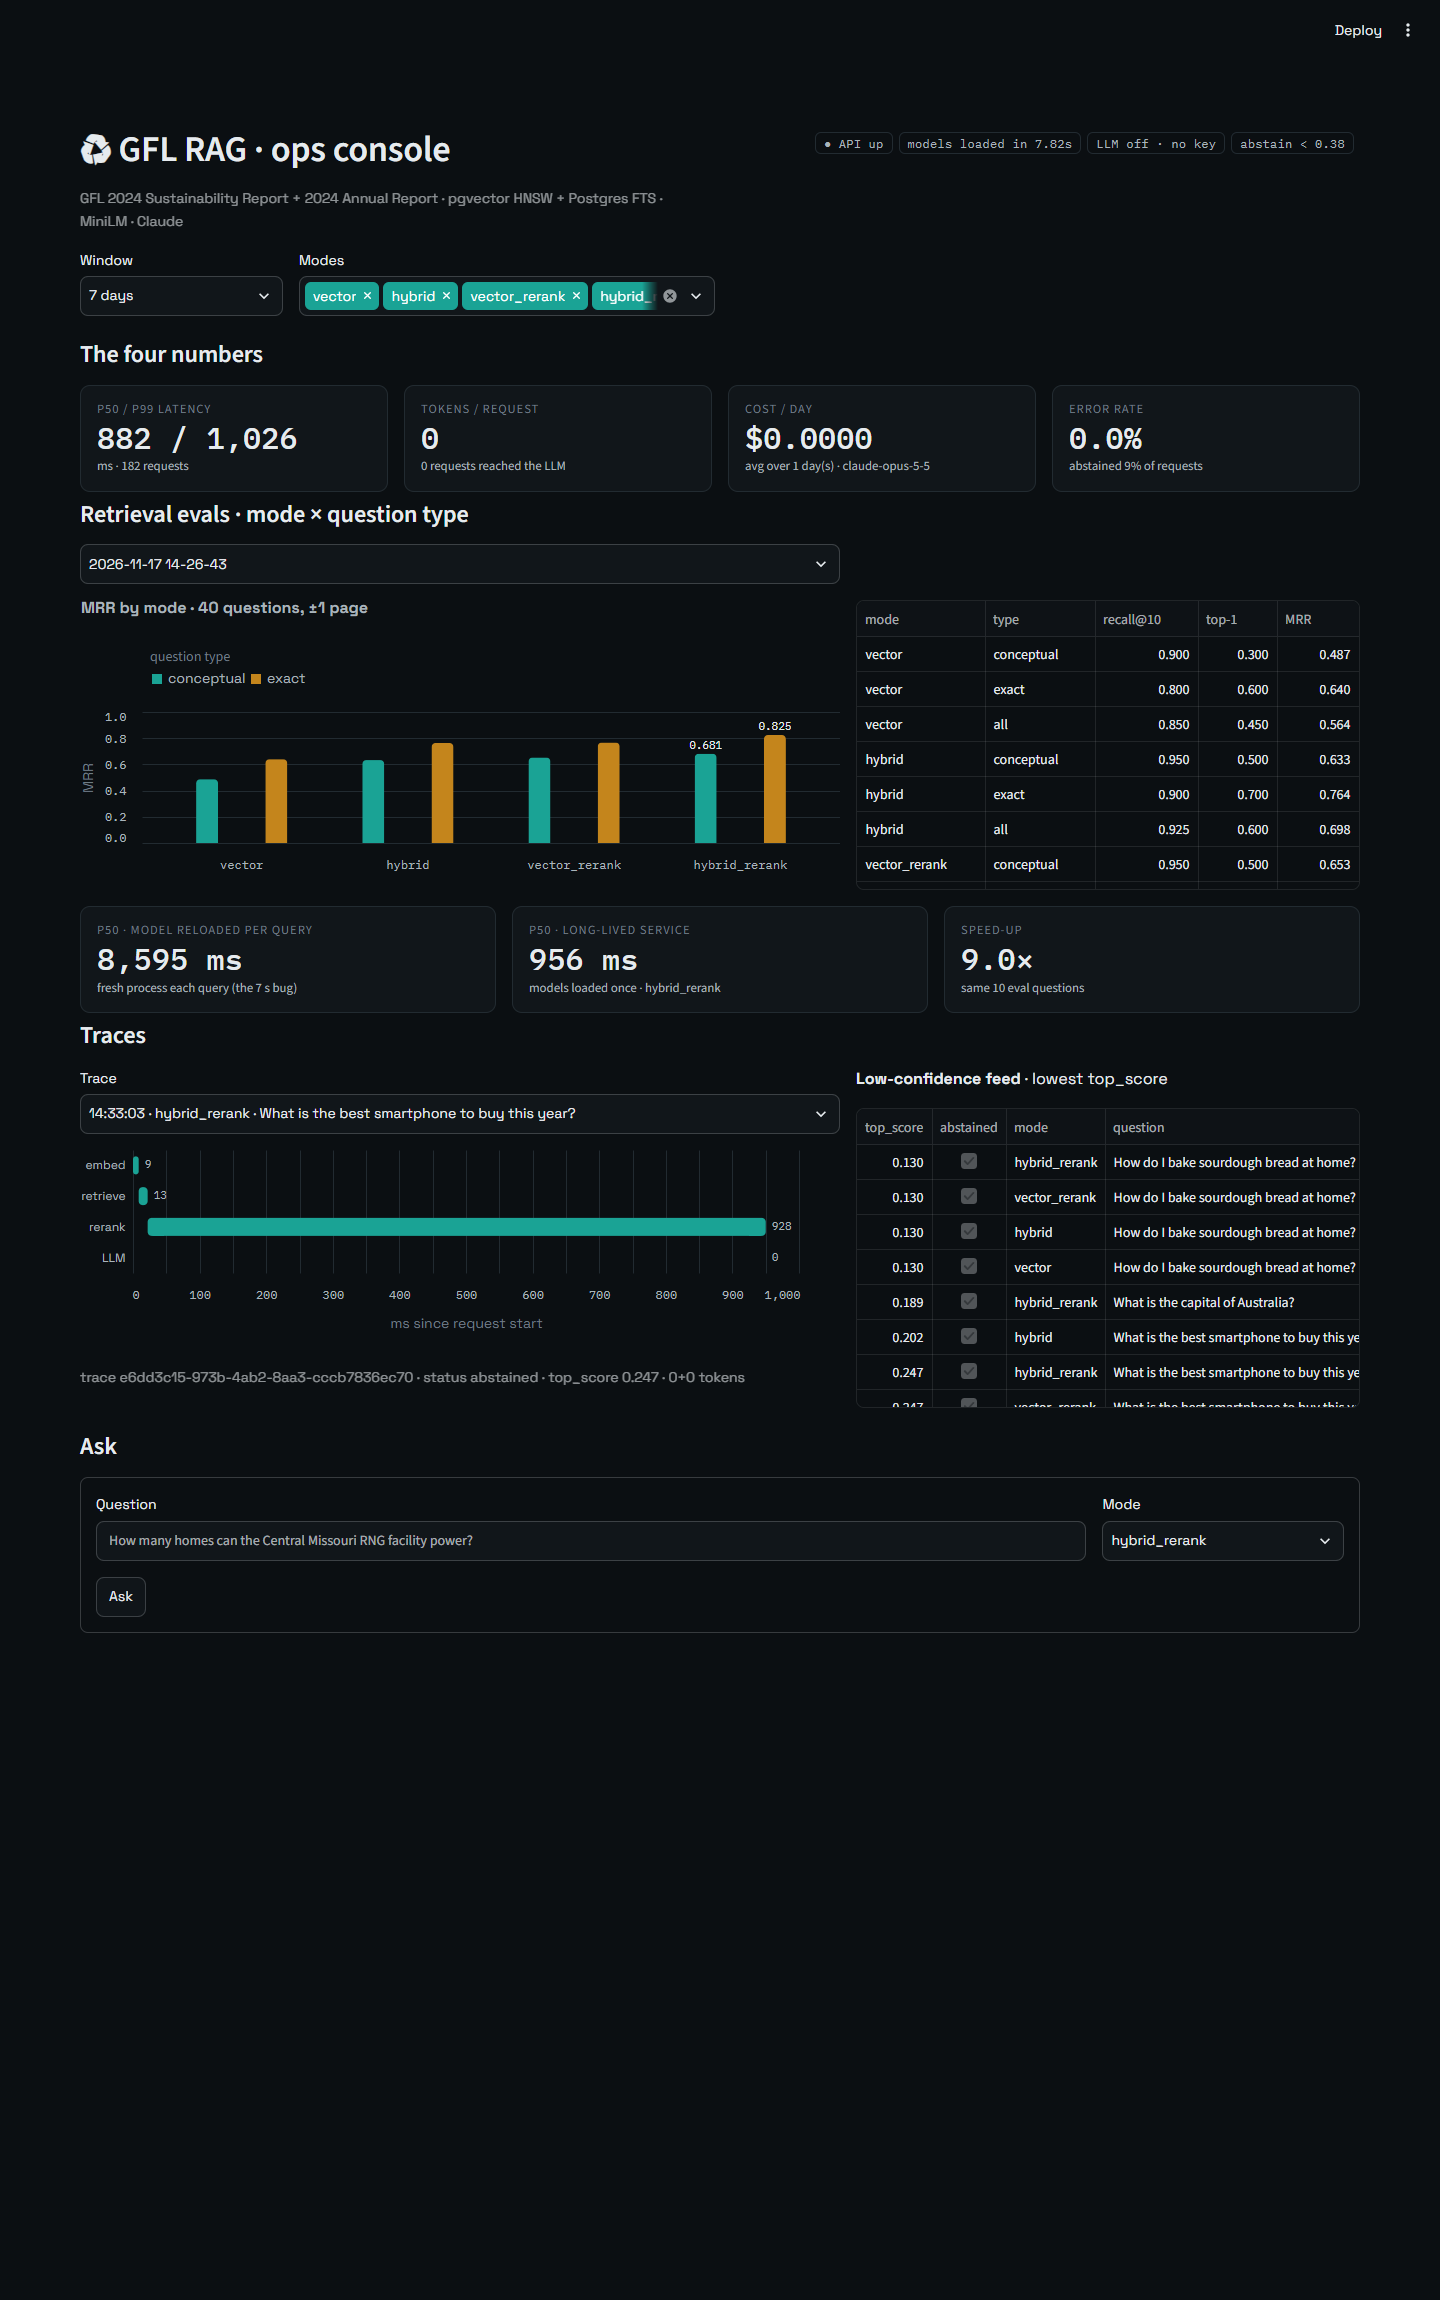 Deploy
GFL RAG · ops console
● API up
models loaded in 7.82s
LLM off · no key
abstain < 0.38
GFL 2024 Sustainability Report + 2024 Annual Report · pgvector HNSW + Postgres FTS ·
MiniLM · Claude
Window
Modes
7 days
vector × hybrid × vector_rerank × hybrid_
The four numbers
P50 / P99 LATENCY
882 / 1,026
ms · 182 requests
TOKENS / REQUEST
0
0 requests reached the LLM
COST / DAY
$0.0000
avg over 1 day(s) · claude-opus-5-5
ERROR RATE
0.0%
abstained 9% of requests
Retrieval evals · mode × question type
2026-11-17 14-26-43
MRR by mode · 40 questions, ±1 page
question type
conceptual exact
1.0
0.8
0.6
0.4
0.2
0.0
MRR
0.681
0.825
vector hybrid vector_rerank hybrid_rerank
mode type recall@10 top-1 MRR
vector conceptual 0.900 0.300 0.487
vector exact 0.800 0.600 0.640
vector all 0.850 0.450 0.564
hybrid conceptual 0.950 0.500 0.633
hybrid exact 0.900 0.700 0.764
hybrid all 0.925 0.600 0.698
vector_rerank conceptual 0.950 0.500 0.653
P50 · MODEL RELOADED PER QUERY
8,595 ms
fresh process each query (the 7 s bug)
P50 · LONG-LIVED SERVICE
956 ms
models loaded once · hybrid_rerank
SPEED-UP
9.0×
same 10 eval questions
Traces
Trace
14:33:03 · hybrid_rerank · What is the best smartphone to buy this year?
embed 9
retrieve 13
rerank 928
LLM 0
0 100 200 300 400 500 600 700 800 900 1,000
ms since request start
trace e6dd3c15-973b-4ab2-8aa3-cccb7836ec70 · status abstained · top_score 0.247 · 0+0 tokens
Low-confidence feed · lowest top_score
top_score abstained mode question
0.130 hybrid_rerank How do I bake sourdough bread at home?
0.130 vector_rerank How do I bake sourdough bread at home?
0.130 hybrid How do I bake sourdough bread at home?
0.130 vector How do I bake sourdough bread at home?
0.189 hybrid_rerank What is the capital of Australia?
0.202 hybrid What is the best smartphone to buy this ye
0.247 hybrid_rerank What is the best smartphone to buy this ye
0.247 vector_rerank What is the best smartphone to buy this
Ask
Question
Mode
How many homes can the Central Missouri RNG facility power?
hybrid_rerank
Ask